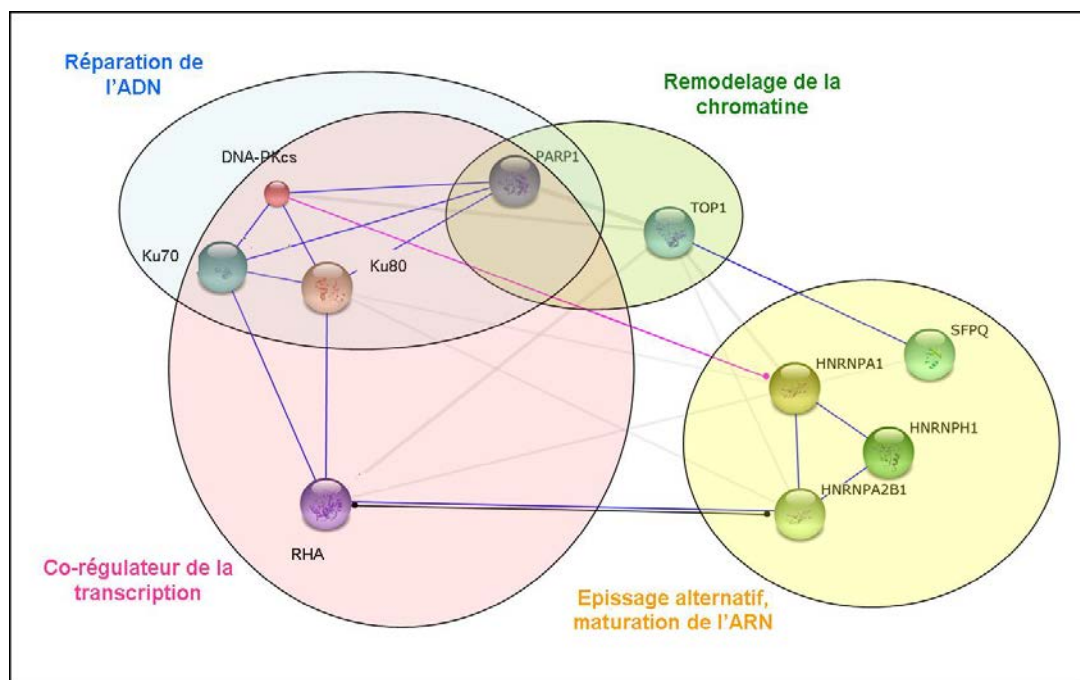 Réparation de
l'ADN
Remodelage de la
chromatine
DNA-PKcs
PARP1
TOP1
Ku70
Ku80
SFPQ
HNRNPA1
HNRNPH1
HNRNPA2B1
RHA
Co-régulateur de la
transcription
Epissage alternatif,
maturation de l'ARN